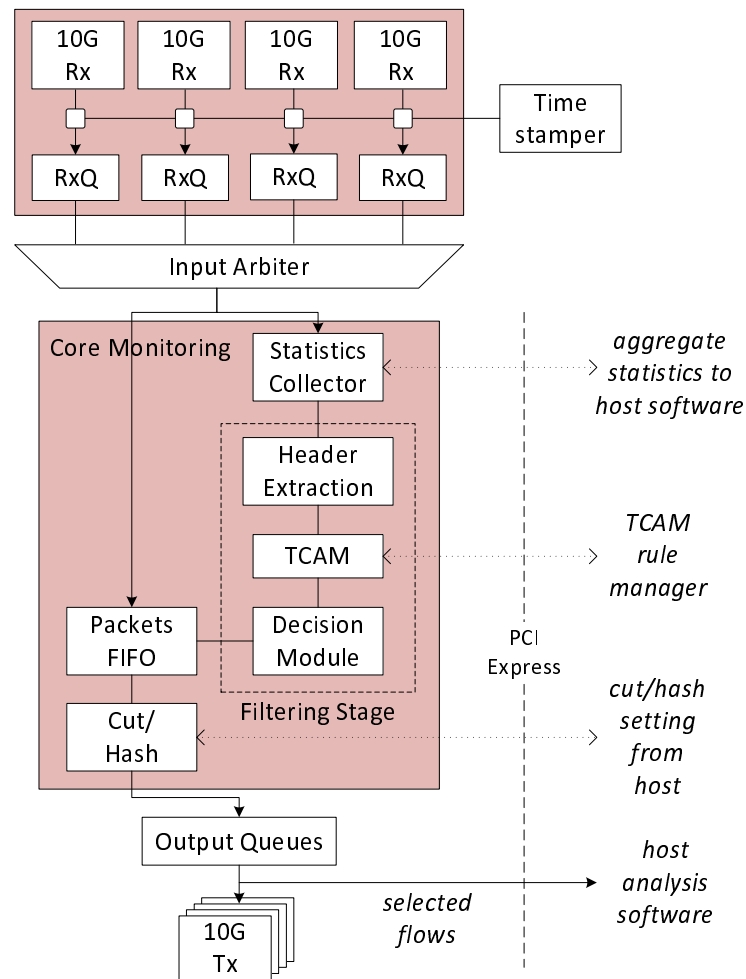 10G
Rx
10G
Rx
10G
Rx
10G
Rx
Time
stamper
RxQ
RxQ
RxQ
RxQ
Input Arbiter
Core Monitoring
Statistics
Collector
aggregate
statistics to
host software
Header
Extraction
TCAM
TCAM
rule
manager
Packets
FIFO
Decision
Module
PCI
Express
Filtering Stage
Cut/
Hash
cut/hash
setting
from
host
Output Queues
host
analysis
software
selected
flows
10G
Tx